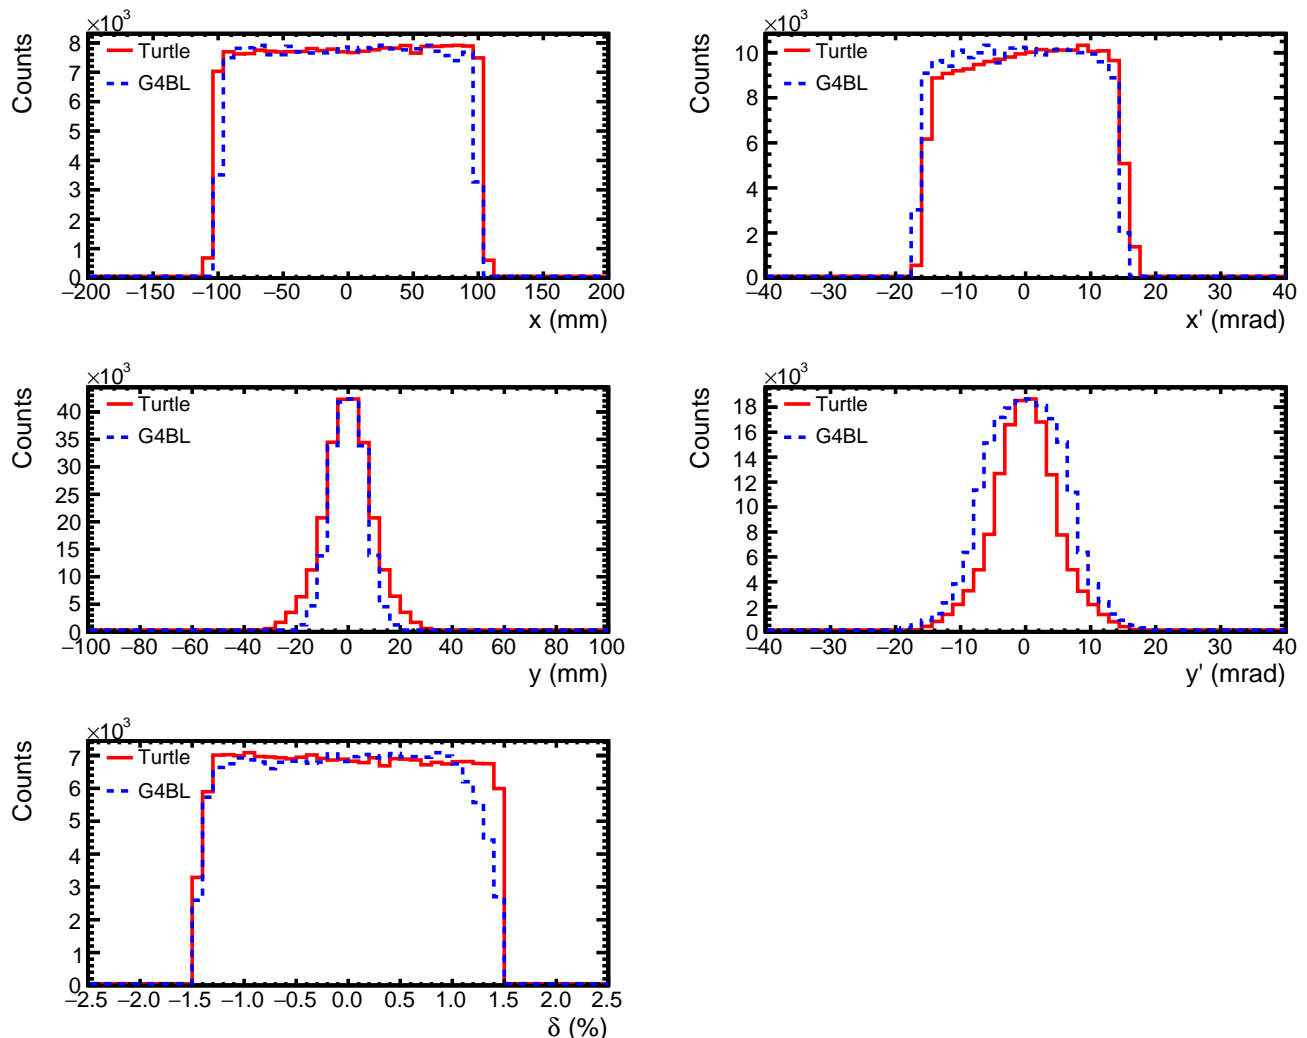 ×10³
Counts
8
7
6
5
4
3
2
1
0
Turtle
G4BL
−200 −150 −100 −50 0 50 100 150 200
x (mm)
×10³
Counts
10
8
6
4
2
0
Turtle
G4BL
−40 −30 −20 −10 0 10 20 30 40
x' (mrad)
×10³
Counts
40
35
30
25
20
15
10
5
0
Turtle
G4BL
−100 −80 −60 −40 −20 0 20 40 60 80 100
y (mm)
×10³
Counts
18
16
14
12
10
8
6
4
2
0
Turtle
G4BL
−40 −30 −20 −10 0 10 20 30 40
y' (mrad)
×10³
Counts
7
6
5
4
3
2
1
0
Turtle
G4BL
−2.5 −2.0 −1.5 −1.0 −0.5 0.0 0.5 1.0 1.5 2.0 2.5
δ (%)